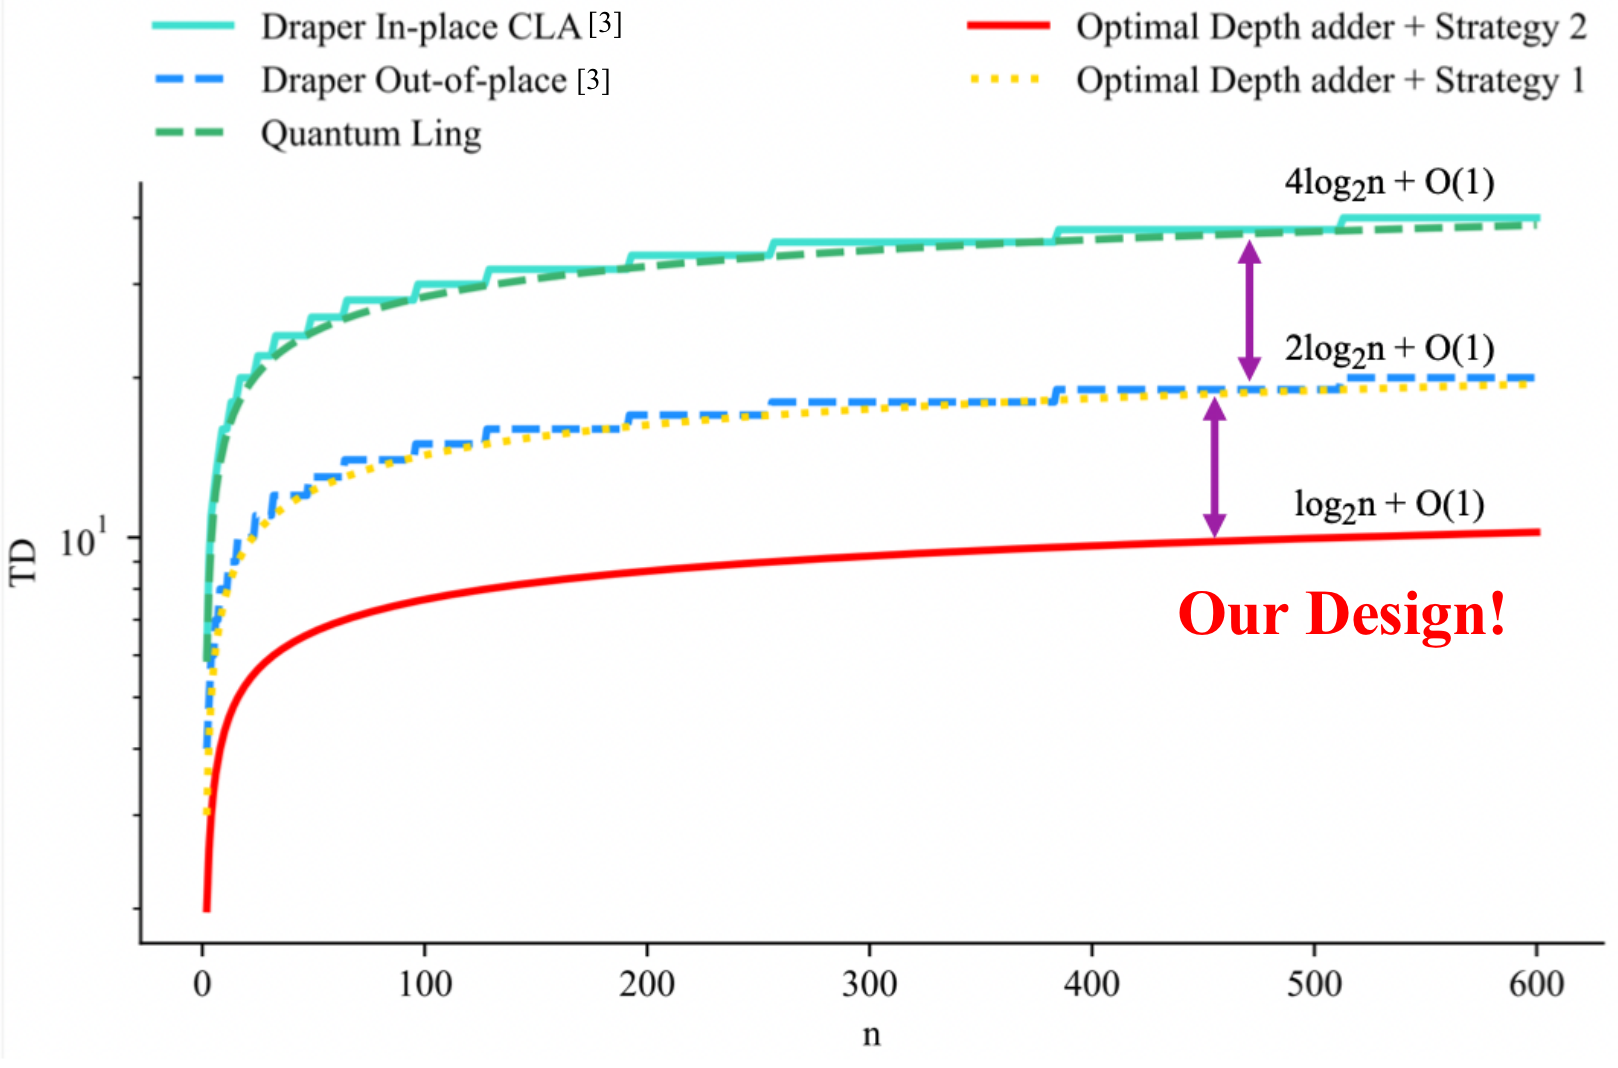 Draper In-place CLA [3]
Draper Out-of-place [3]
Quantum Ling
Optimal Depth adder + Strategy 2
Optimal Depth adder + Strategy 1
4log₂n + O(1)
2log₂n + O(1)
log₂n + O(1)
Our Design!
TD
10¹
0 100 200 300 400 500 600
n